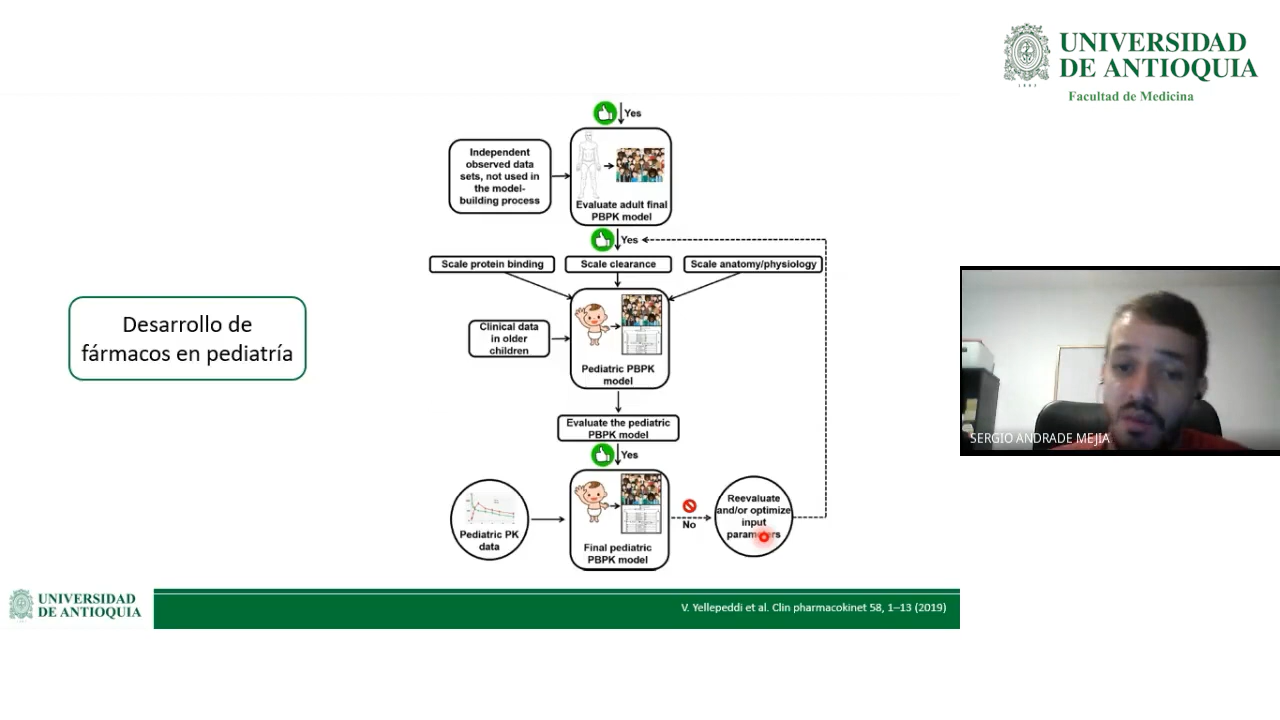 UNIVERSIDAD
DE ANTIOQUIA
Facultad de Medicina
Yes
Independent
observed data
sets, not used in
the model-
building process
Evaluate adult final
PBPK model
Yes
Scale protein binding
Scale clearance
Scale anatomy/physiology
Desarrollo de
fármacos en pediatría
Clinical data
in older
children
Pediatric PBPK
model
Evaluate the pediatric
PBPK model
Yes
Pediatric PK
data
Final pediatric
PBPK model
No
Reevaluate
and/or optimize
input
SERGIO ANDRADE MEJIA
UNIVERSIDAD
DE ANTIOQUIA
V. Yellepeddi et al. Clin pharmacokinet 58, 1–13 (2019)